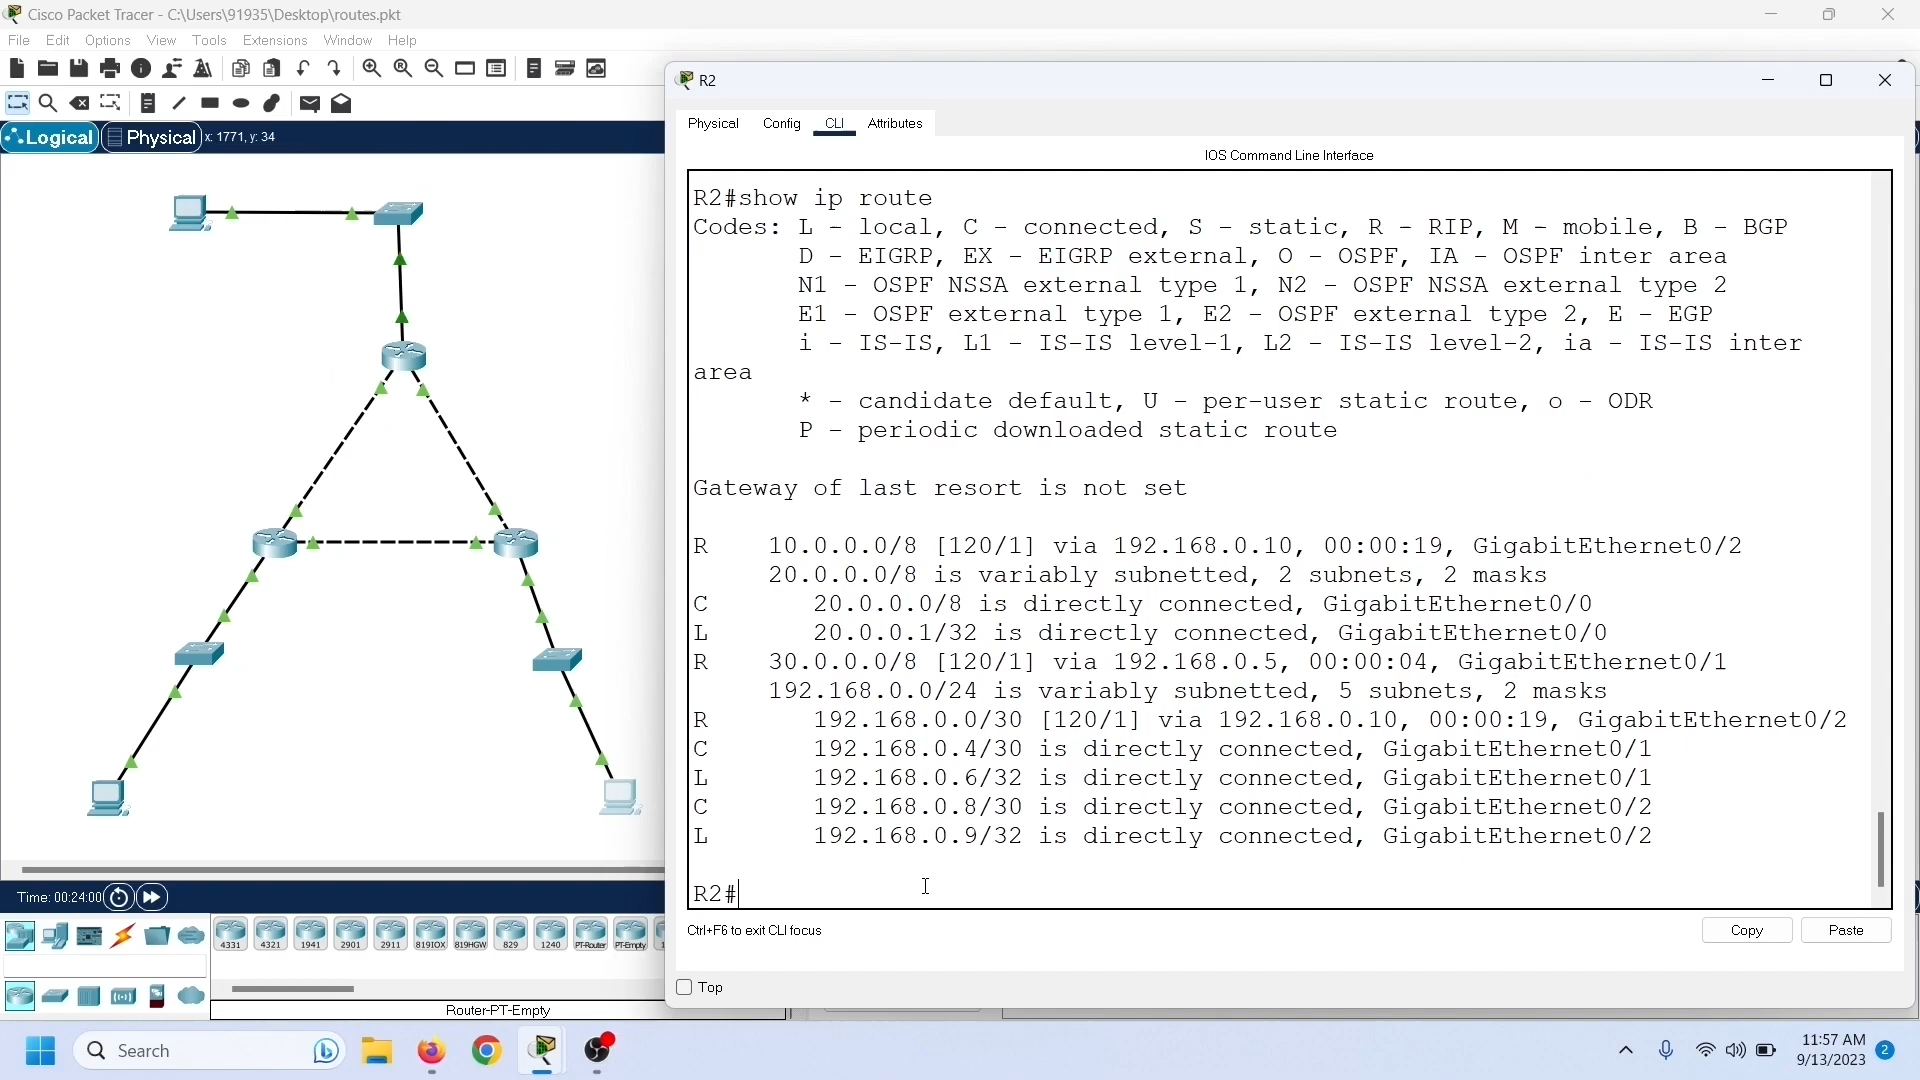 Cisco Packet Tracer - C:\Users\91935\Desktop\routes.pkt
File Edit Options View Tools Extensions Window Help
Logical Physical x: 1771, y: 34
R2
Physical Config CLI Attributes
IOS Command Line Interface
R2#show ip route
Codes: L - local, C - connected, S - static, R - RIP, M - mobile, B - BGP
D - EIGRP, EX - EIGRP external, O - OSPF, IA - OSPF inter area
N1 - OSPF NSSA external type 1, N2 - OSPF NSSA external type 2
E1 - OSPF external type 1, E2 - OSPF external type 2, E - EGP
i - IS-IS, L1 - IS-IS level-1, L2 - IS-IS level-2, ia - IS-IS inter
area
* - candidate default, U - per-user static route, o - ODR
P - periodic downloaded static route
Gateway of last resort is not set
R 10.0.0.0/8 [120/1] via 192.168.0.10, 00:00:19, GigabitEthernet0/2
20.0.0.0/8 is variably subnetted, 2 subnets, 2 masks
C 20.0.0.0/8 is directly connected, GigabitEthernet0/0
L 20.0.0.1/32 is directly connected, GigabitEthernet0/0
R 30.0.0.0/8 [120/1] via 192.168.0.5, 00:00:04, GigabitEthernet0/1
192.168.0.0/24 is variably subnetted, 5 subnets, 2 masks
R 192.168.0.0/30 [120/1] via 192.168.0.10, 00:00:19, GigabitEthernet0/2
C 192.168.0.4/30 is directly connected, GigabitEthernet0/1
L 192.168.0.6/32 is directly connected, GigabitEthernet0/1
C 192.168.0.8/30 is directly connected, GigabitEthernet0/2
L 192.168.0.9/32 is directly connected, GigabitEthernet0/2
R2#
Ctrl+F6 to exit CLI focus
Copy Paste
Top
Time: 00:24:00
4331 4321 1941 2901 2911 819IOX 819HGW 829 1240 PT-Router PT-Empty
Router-PT-Empty
Search
11:57 AM
9/13/2023
2